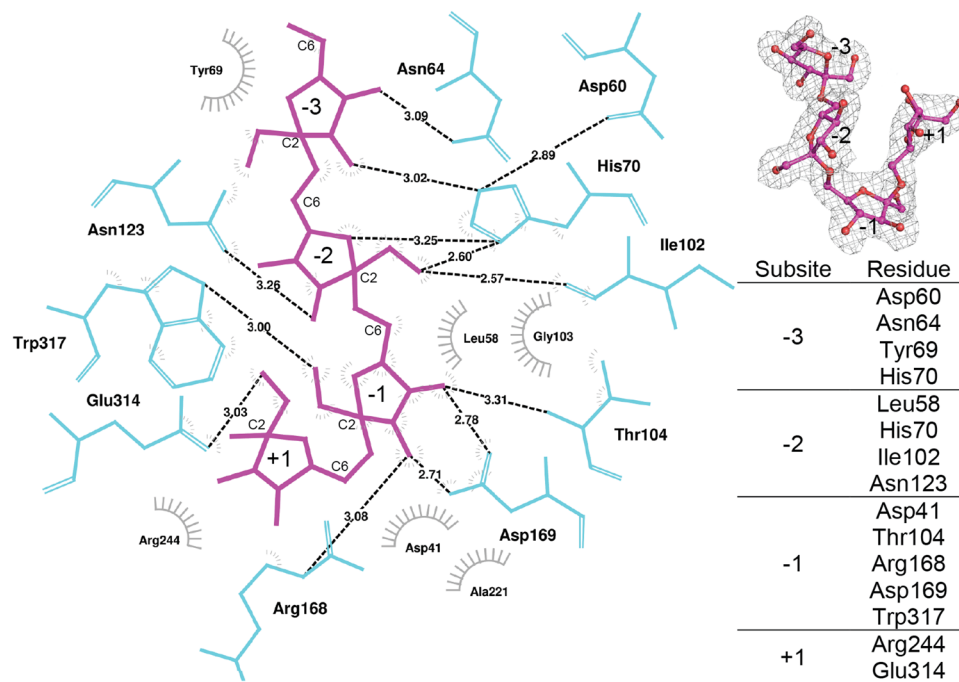 C6
Tyr69
Asn64
Asp60
-3
-3
3.09
C2
2.89
-2
+1
3.02
His70
C6
-1
Asn123
3.25
Ile102
-2
2.60
Subsite Residue
C2
2.57
3.26
Asp60
Asn64
-3
Tyr69
His70
3.00
C6
Leu58
Gly103
Trp317
Glu314
-1
3.31
Leu58
His70
-2
Ile102
Asn123
3.03
C2
C2
2.78
Thr104
+1
C6
2.71
Asp41
Thr104
-1
Arg168
Asp169
Trp317
3.08
Arg244
Asp41
Asp169
Ala221
Arg168
Arg244
+1
Glu314